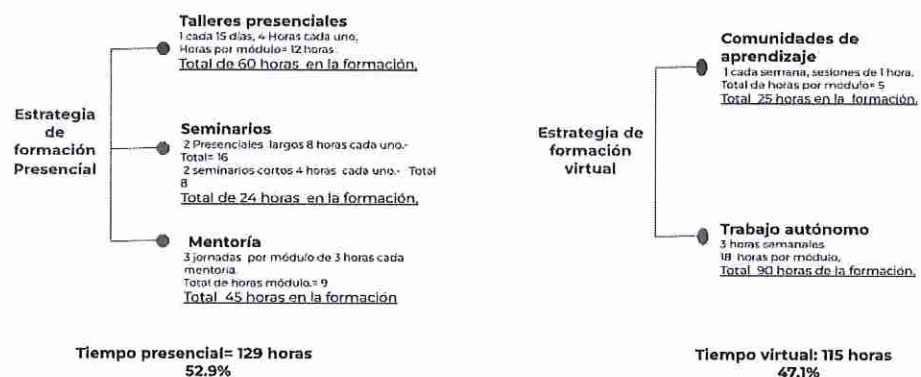 Estrategia
de
formación
Presencial
Talleres presenciales
1 cada 15 días, 4 Horas cada uno.
Horas por módulo= 12 horas
Total de 60 horas en la formación.
Seminarios
2 Presenciales largos 8 horas cada uno.-
Total= 16
2 seminarios cortos 4 horas cada uno.- Total
8
Total de 24 horas en la formación.
Mentoría
3 jornadas por módulo de 3 horas cada
mentoría.
Total de horas módulo.= 9
Total 45 horas en la formación
Tiempo presencial= 129 horas
52.9%
Estrategia de
formación
virtual
Comunidades de
aprendizaje
1 cada semana, sesiones de 1 hora.
Total de horas por módulo= 5
Total 25 horas en la formación.
Trabajo autónomo
3 horas semanales
18 horas por módulo,
Total 90 horas de la formación.
Tiempo virtual: 115 horas
47.1%